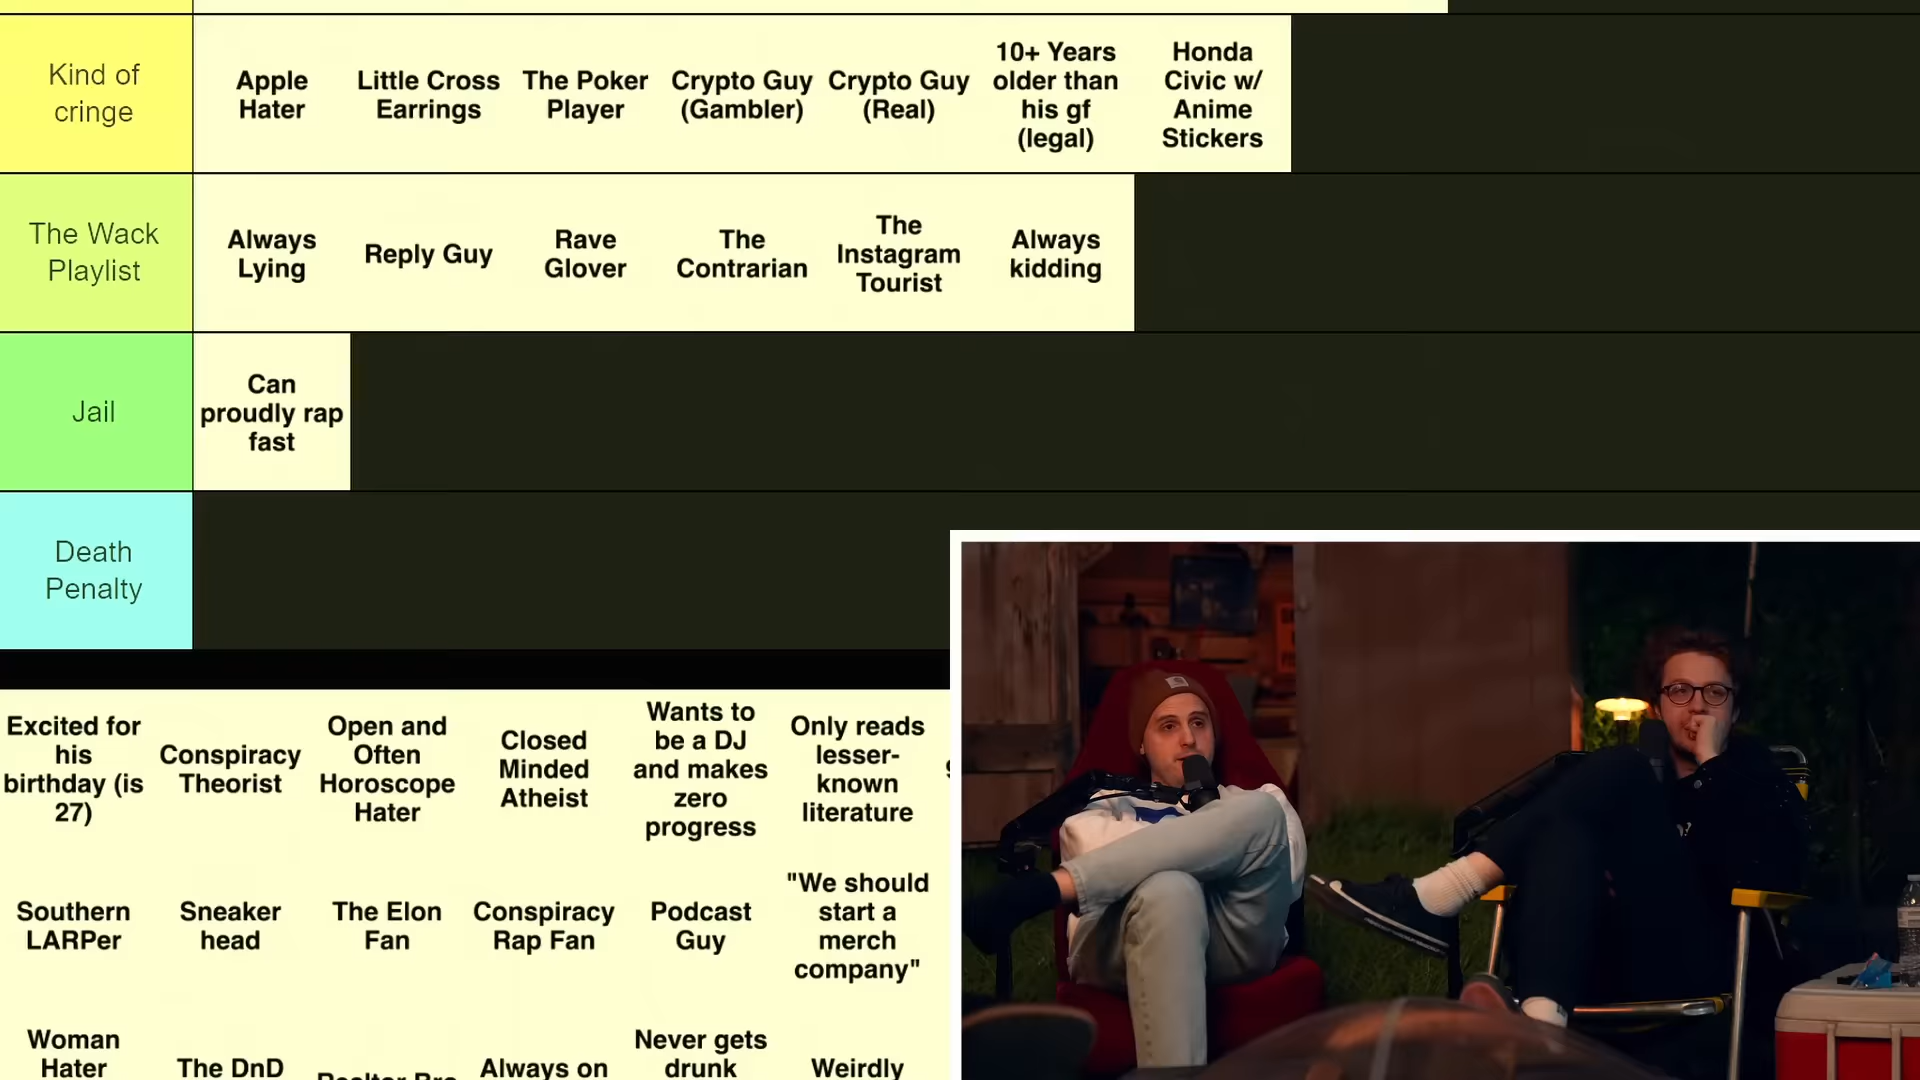 Kind of
cringe
Apple
Hater
Little Cross
Earrings
The Poker
Player
Crypto Guy
(Gambler)
Crypto Guy
(Real)
10+ Years
older than
his gf
(legal)
Honda
Civic w/
Anime
Stickers
The Wack
Playlist
Always
Lying
Reply Guy
Rave
Glover
The
Contrarian
The
Instagram
Tourist
Always
kidding
Jail
Can
proudly rap
fast
Death
Penalty
Excited for
his
birthday (is
27)
Conspiracy
Theorist
Open and
Often
Horoscope
Hater
Closed
Minded
Atheist
Wants to
be a DJ
and makes
zero
progress
Only reads
lesser-
known
literature
Southern
LARPer
Sneaker
head
The Elon
Fan
Conspiracy
Rap Fan
Podcast
Guy
"We should
start a
merch
company"
Woman
Hater
The DnD
Realtor Bro
Always on
Never gets
drunk
Weirdly